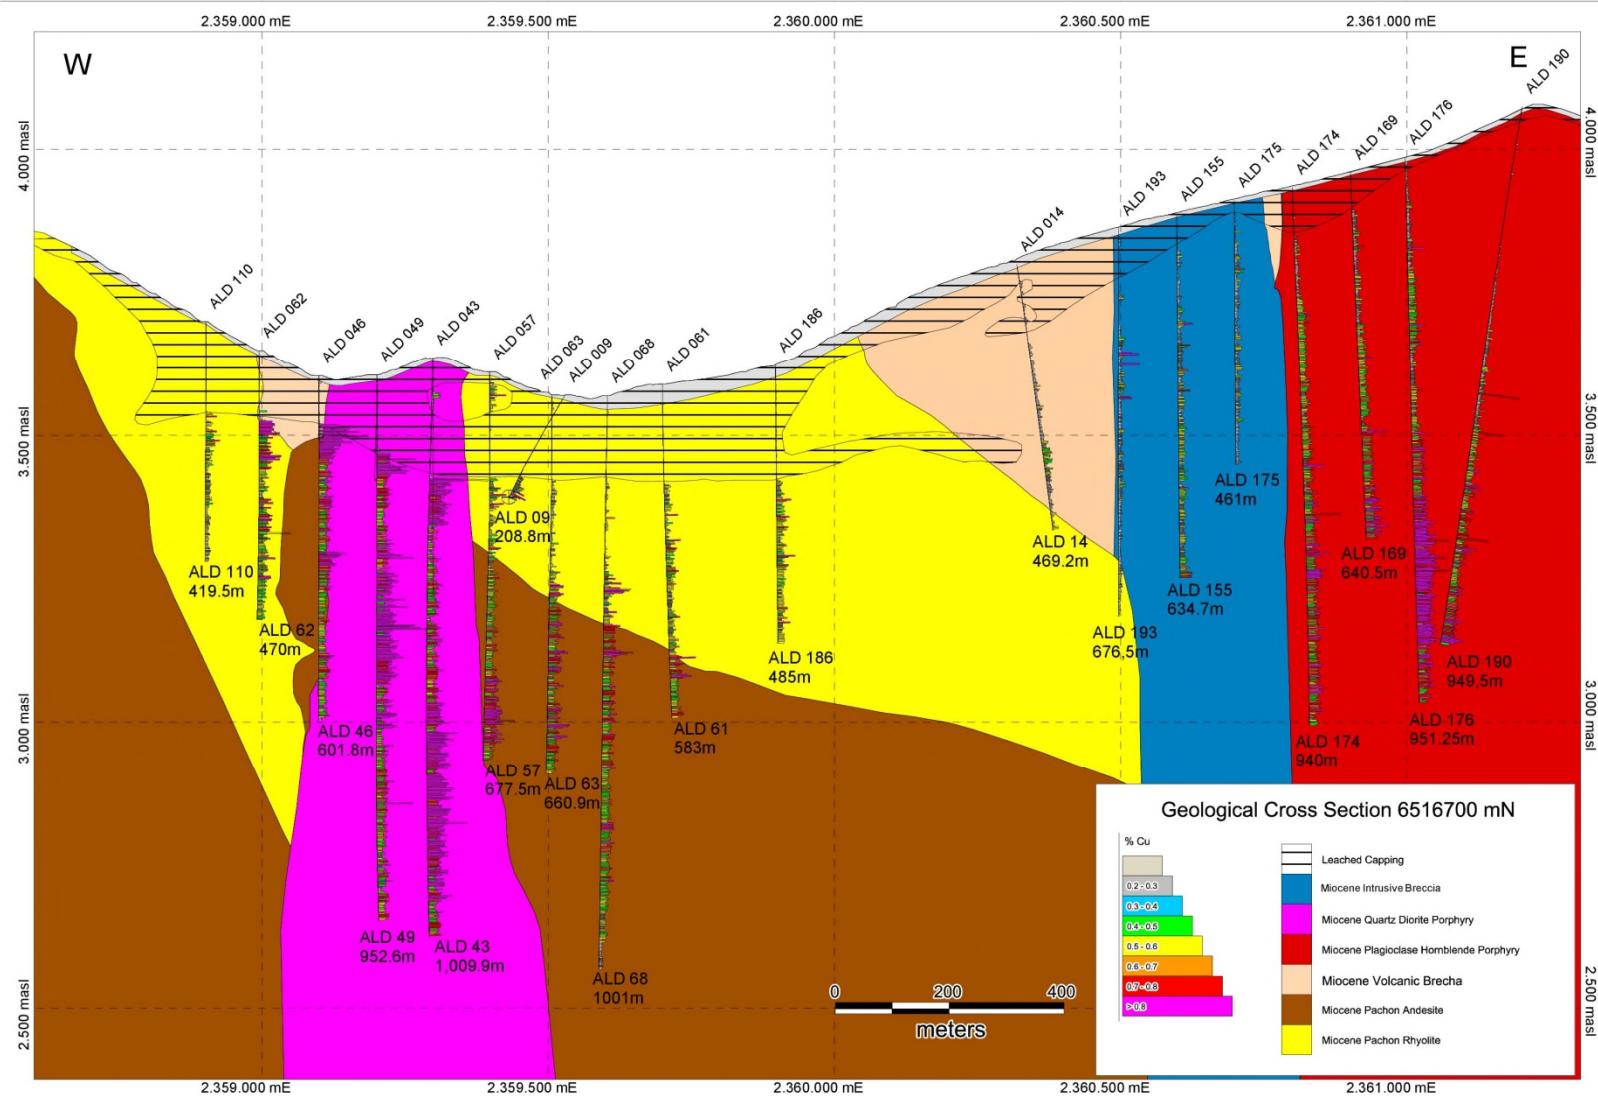 2.359.000 mE
2.359.500 mE
2.360.000 mE
2.360.500 mE
2.361.000 mE
W
E
ALD 190
4.000 masl
4.000 masl
ALD 176
ALD 169
ALD 174
ALD 175
ALD 155
ALD 193
ALD 014
ALD 110
ALD 062
ALD 046
ALD 049
ALD 043
ALD 057
ALD 063
ALD 009
ALD 068
ALD 061
ALD 186
3.500 masl
3.500 masl
ALD 175
461m
ALD 09
208.8m
ALD 14
469.2m
ALD 169
640.5m
ALD 110
419.5m
ALD 155
634.7m
ALD 62
470m
ALD 193
676,5m
ALD 186
485m
ALD 190
949,5m
3.000 masl
3.000 masl
ALD 46
601.8m
ALD 61
583m
ALD 176
951.25m
ALD 174
940m
ALD 57
677.5m
ALD 63
660.9m
ALD 49
952.6m
ALD 43
1,009.9m
ALD 68
1001m
2.500 masl
2.500 masl
0 200 400
meters
Geological Cross Section 6516700 mN
% Cu
0.2 - 0.3
0.3 - 0.4
0.4 - 0.5
0.5 - 0.6
0.6 - 0.7
0.7 - 0.8
> 0.8
Leached Capping
Miocene Intrusive Breccia
Miocene Quartz Diorite Porphyry
Miocene Plagioclase Hornblende Porphyry
Miocene Volcanic Brecha
Miocene Pachon Andesite
Miocene Pachon Rhyolite
2.359.000 mE
2.359.500 mE
2.360.000 mE
2.360.500 mE
2.361.000 mE